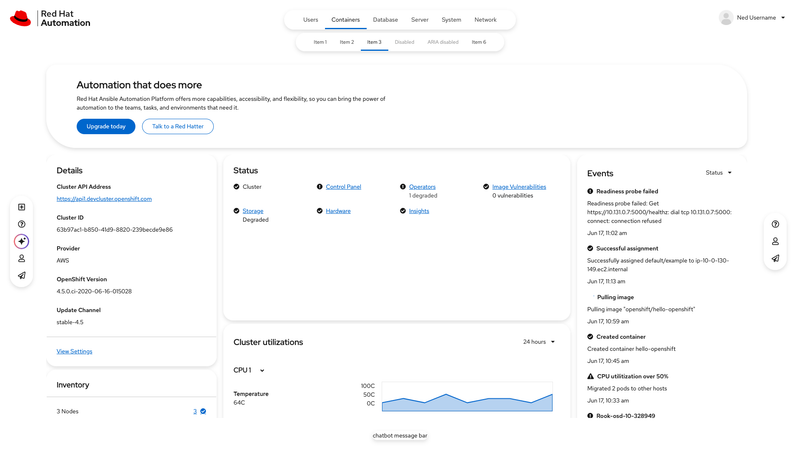 Red Hat
Automation
Users
Containers
Database
Server
System
Network
Ned Username
Item 1
Item 2
Item 3
Disabled
ARIA disabled
Item 6
Automation that does more
Red Hat Ansible Automation Platform offers more capabilities, accessibility, and flexibility, so you can bring the power of
automation to the teams, tasks, and environments that need it.
Upgrade today
Talk to a Red Hatter
Details
Cluster API Address
https://api1.devcluster.openshift.com
Cluster ID
63b97ac1-b850-41d9-8820-239becde9e86
Provider
AWS
OpenShift Version
4.5.0.ci-2020-06-16-015028
Update Channel
stable-4.5
View Settings
Inventory
3 Nodes
3
Status
Cluster
Control Panel
Operators
1 degraded
Image Vulnerabilities
0 vulnerabilities
Storage
Degraded
Hardware
Insights
Cluster utilizations
24 hours
CPU 1
Temperature
64C
100C
50C
0C
Events
Status
Readiness probe failed
Readiness probe failed: Get
https://10.131.0.7:5000/healthz: dial tcp 10.131.0.7:5000:
connect: connection refused
Jun 17, 11:02 am
Successful assignment
Successfully assigned default/example to ip-10-0-130-
149.ec2.internal
Jun 17, 11:13 am
Pulling image
Pulling image "openshift/hello-openshift"
Jun 17, 10:59 am
Created container
Created container hello-openshift
Jun 17, 10:45 am
CPU utilitization over 50%
Migrated 2 pods to other hosts
Jun 17, 10:33 am
Rook-osd-10-328949
chatbot message bar